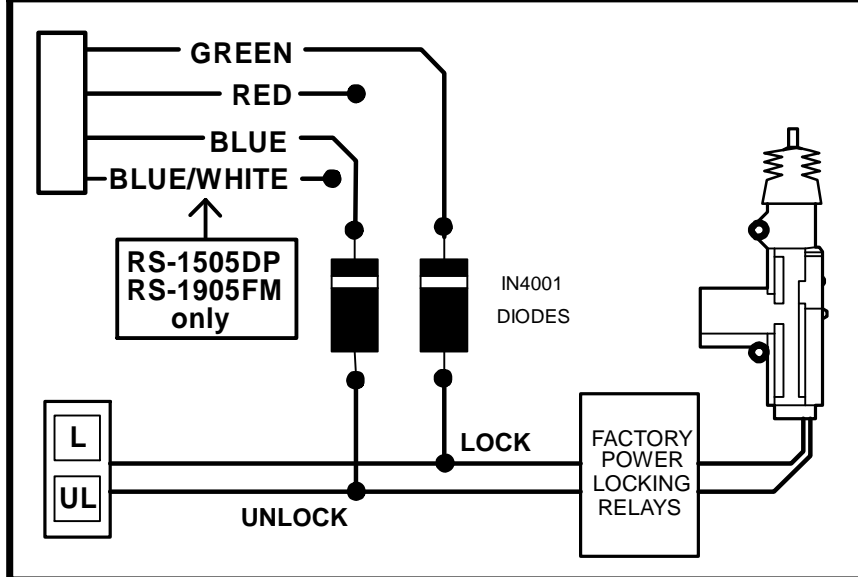 GREEN
RED
BLUE
BLUE/WHITE
RS-1505DP
RS-1905FM
only
IN4001
DIODES
L
UL
LOCK
UNLOCK
FACTORY
POWER
LOCKING
RELAYS